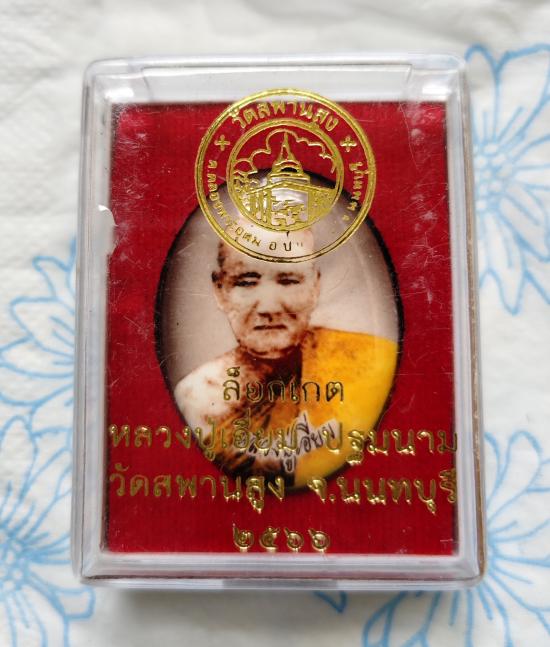 วัดสพานสูง
ล็อกเกต
หลวงปู่เอี่ยม ปฐมนาม
วัดสพานสูง จ.นนทบุรี
๒๕๖๖